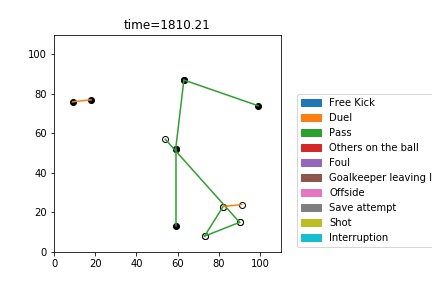 time=1810.21
100
80
60
40
20
0
0 20 40 60 80 100
Free Kick
Duel
Pass
Others on the ball
Foul
Goalkeeper leaving l
Offside
Save attempt
Shot
Interruption